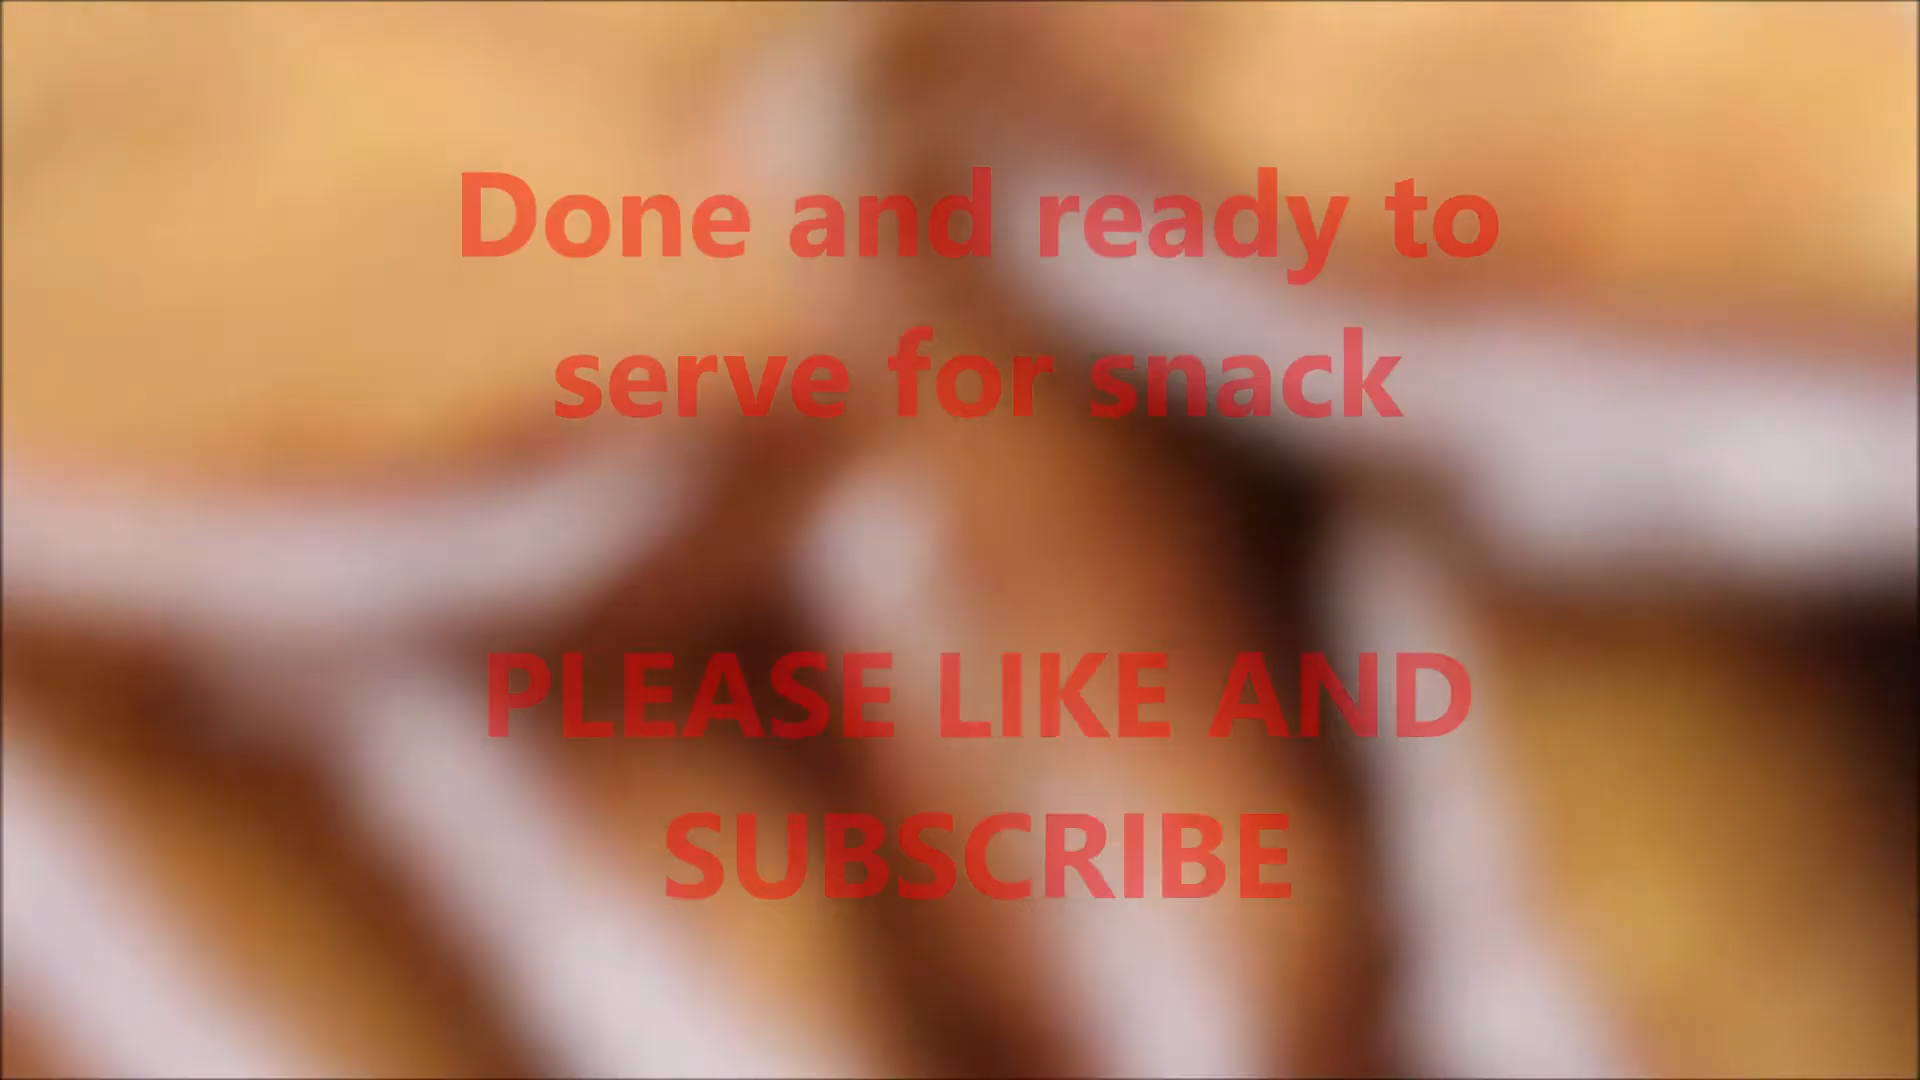 Done and ready to
serve for snack
PLEASE LIKE AND
SUBSCRIBE